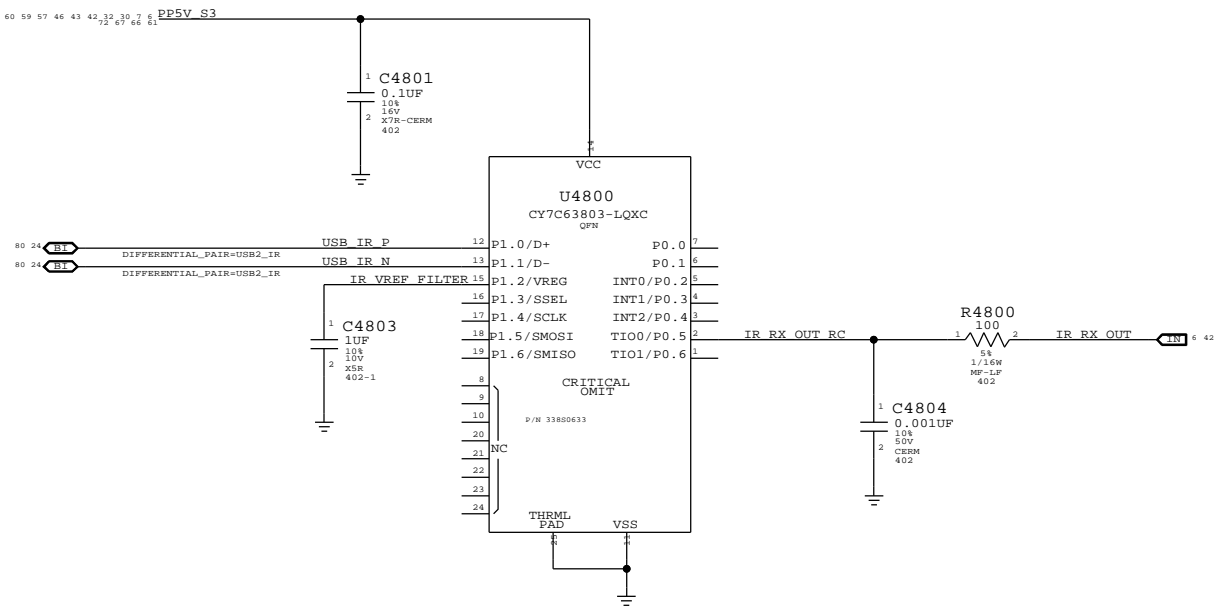 60 59 57 46 43 42 32 30 7 6 PP5V_S3
72 67 66 61
1 C4801
0.1UF
10%
16V
2 X7R-CERM
402
14
VCC
U4800
CY7C63803-LQXC
QFN
80 24 BI USB_IR_P 12 P1.0/D+ P0.0 7
DIFFERENTIAL_PAIR=USB2_IR
80 24 BI USB_IR_N 13 P1.1/D- P0.1 6
DIFFERENTIAL_PAIR=USB2_IR
IR_VREF_FILTER 15 P1.2/VREG INT0/P0.2 5
16 P1.3/SSEL INT1/P0.3 4
17 P1.4/SCLK INT2/P0.4 3
18 P1.5/SMOSI TIO0/P0.5 2
19 P1.6/SMISO TIO1/P0.6 1
1 C4803
1UF
10%
10V
2 X5R
402-1
IR_RX_OUT_RC
R4800
100
1 2
5%
1/16W
MF-LF
402
IR_RX_OUT IN 6 42
1 C4804
0.001UF
10%
50V
2 CERM
402
8
9
10
20
21
22
23
24
NC
CRITICAL
OMIT
P/N 338S0633
THRML
PAD VSS
25 11